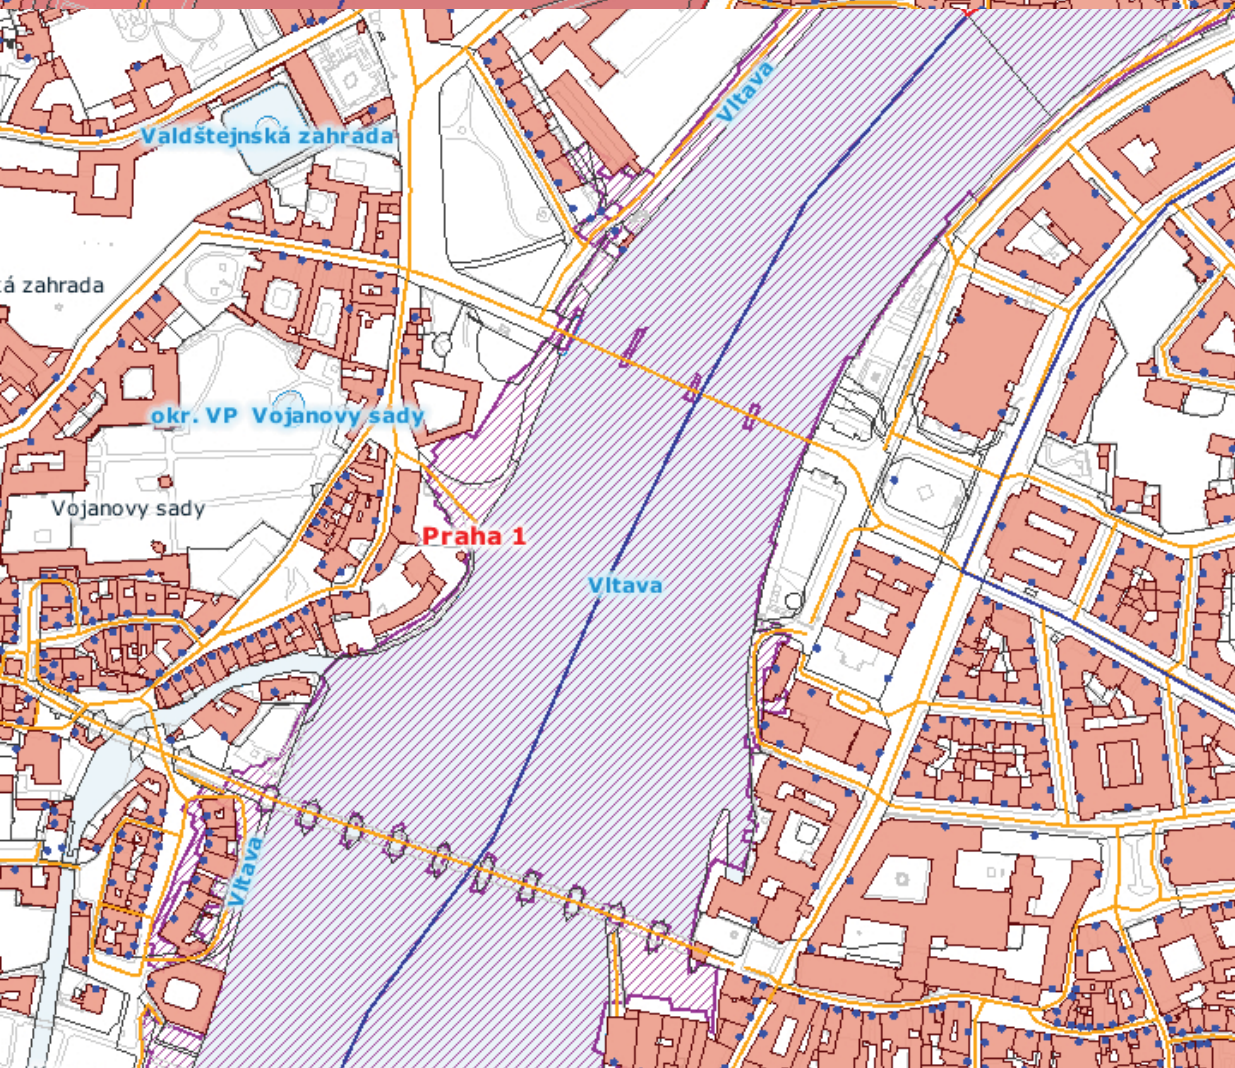 Vltava
Valdštejnská zahrada
á zahrada
okr. VP Vojanovy sady
Vojanovy sady
Praha 1
Vltava
Vltava